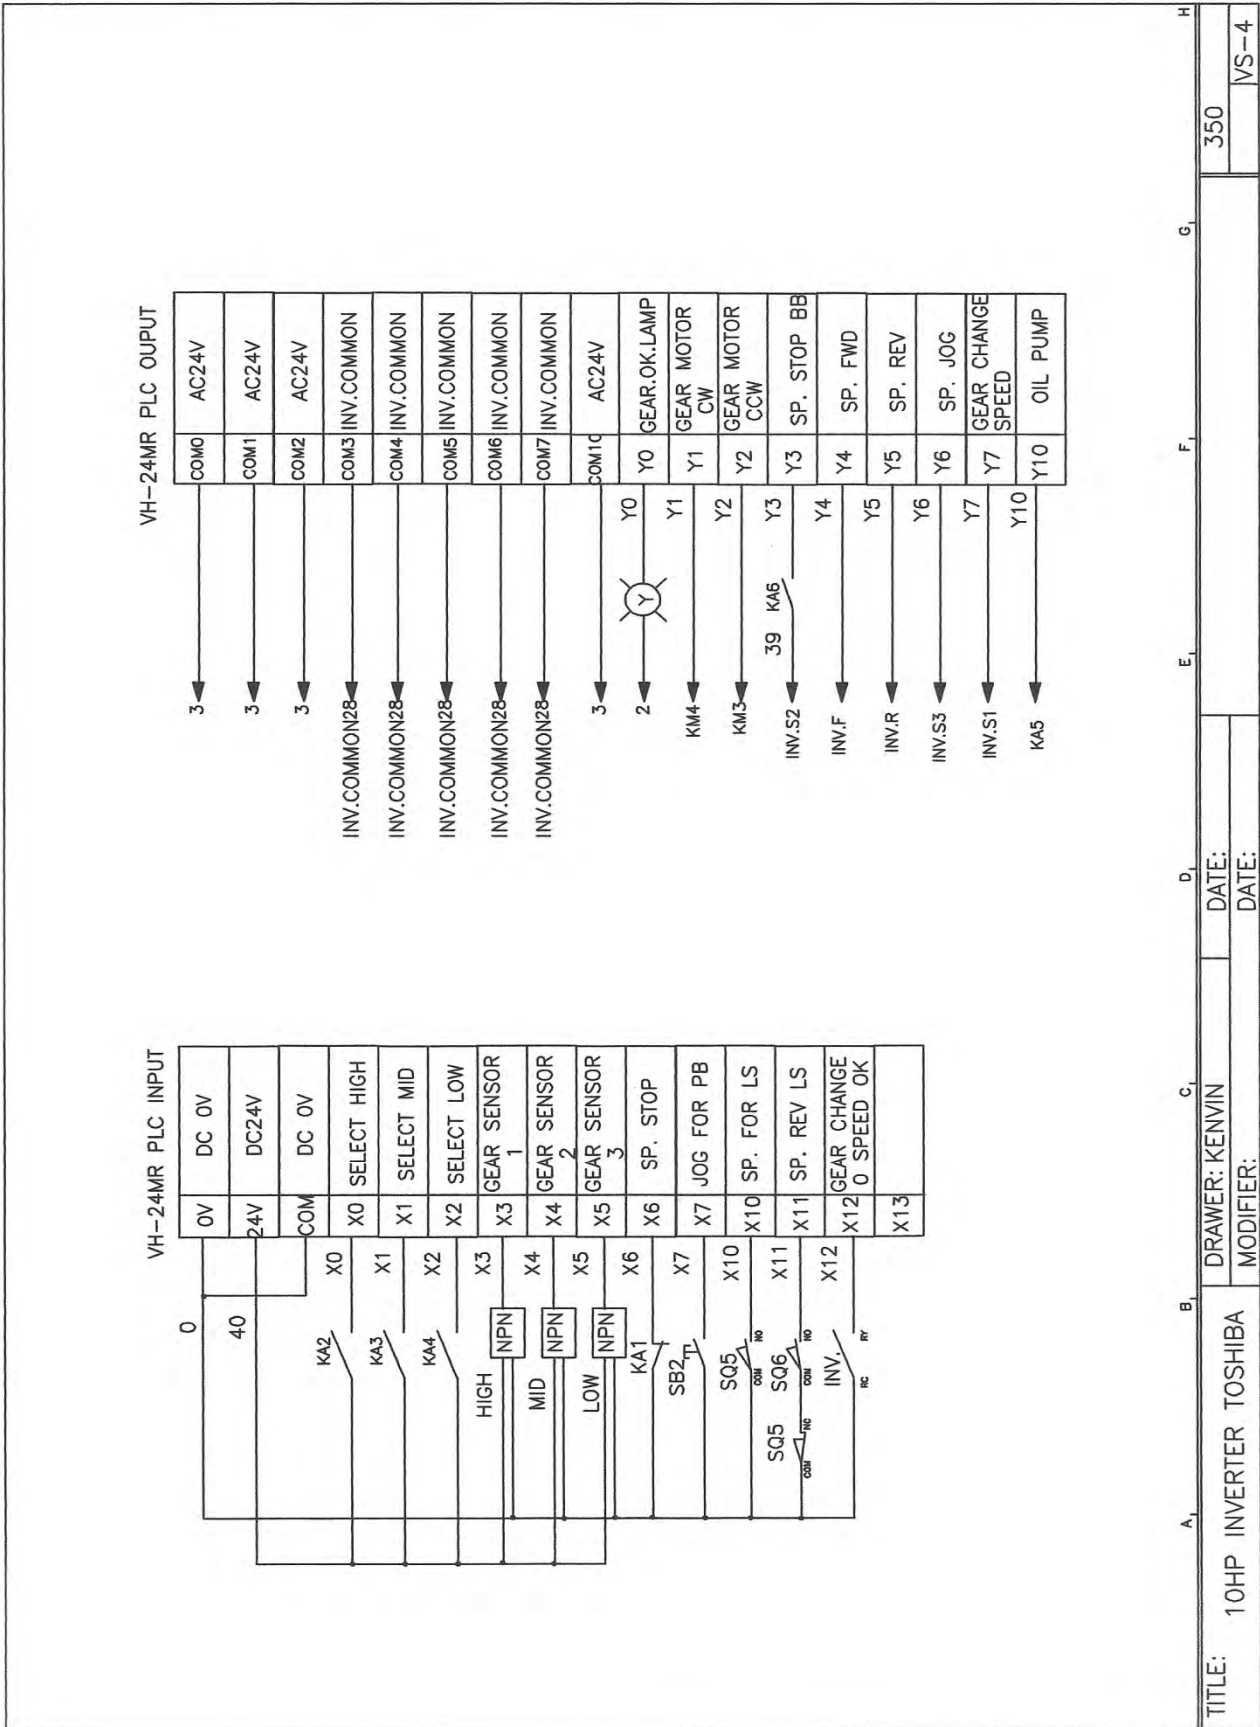 VH-24MR PLC INPUT
0V DC 0V
24V DC24V
COM DC 0V
X0 SELECT HIGH
X1 SELECT MID
X2 SELECT LOW
X3 GEAR SENSOR
1
X4 GEAR SENSOR
2
X5 GEAR SENSOR
3
X6 SP. STOP
X7 JOG FOR PB
X10 SP. FOR LS
X11 SP. REV LS
X12 GEAR CHANGE
0 SPEED OK
X13
0
40
KA2 X0
KA3 X1
KA4 X2
HIGH NPN X3
MID NPN X4
LOW NPN X5
KA1 X6
SB2 X7
SQ5 COM NO X10
SQ5 COM NC SQ6 COM NO X11
INV. RC RY X12
VH-24MR PLC OUPUT
3 COM0 AC24V
3 COM1 AC24V
3 COM2 AC24V
INV.COMMON28 COM3 INV.COMMON
INV.COMMON28 COM4 INV.COMMON
INV.COMMON28 COM5 INV.COMMON
INV.COMMON28 COM6 INV.COMMON
INV.COMMON28 COM7 INV.COMMON
3 COM10 AC24V
2 Y Y0 Y0 GEAR.OK.LAMP
KM4 Y1 Y1 GEAR MOTOR
CW
KM3 Y2 Y2 GEAR MOTOR
CCW
INV.S2 39 KA6 Y3 Y3 SP. STOP BB
INV.F Y4 Y4 SP. FWD
INV.R Y5 Y5 SP. REV
INV.S3 Y6 Y6 SP. JOG
INV.S1 Y7 Y7 GEAR CHANGE
SPEED
KA5 Y10 Y10 OIL PUMP
A B C D E F G H
TITLE: 10HP INVERTER TOSHIBA
DRAWER: KENVIN DATE:
MODIFIER: DATE:
350
VS-4